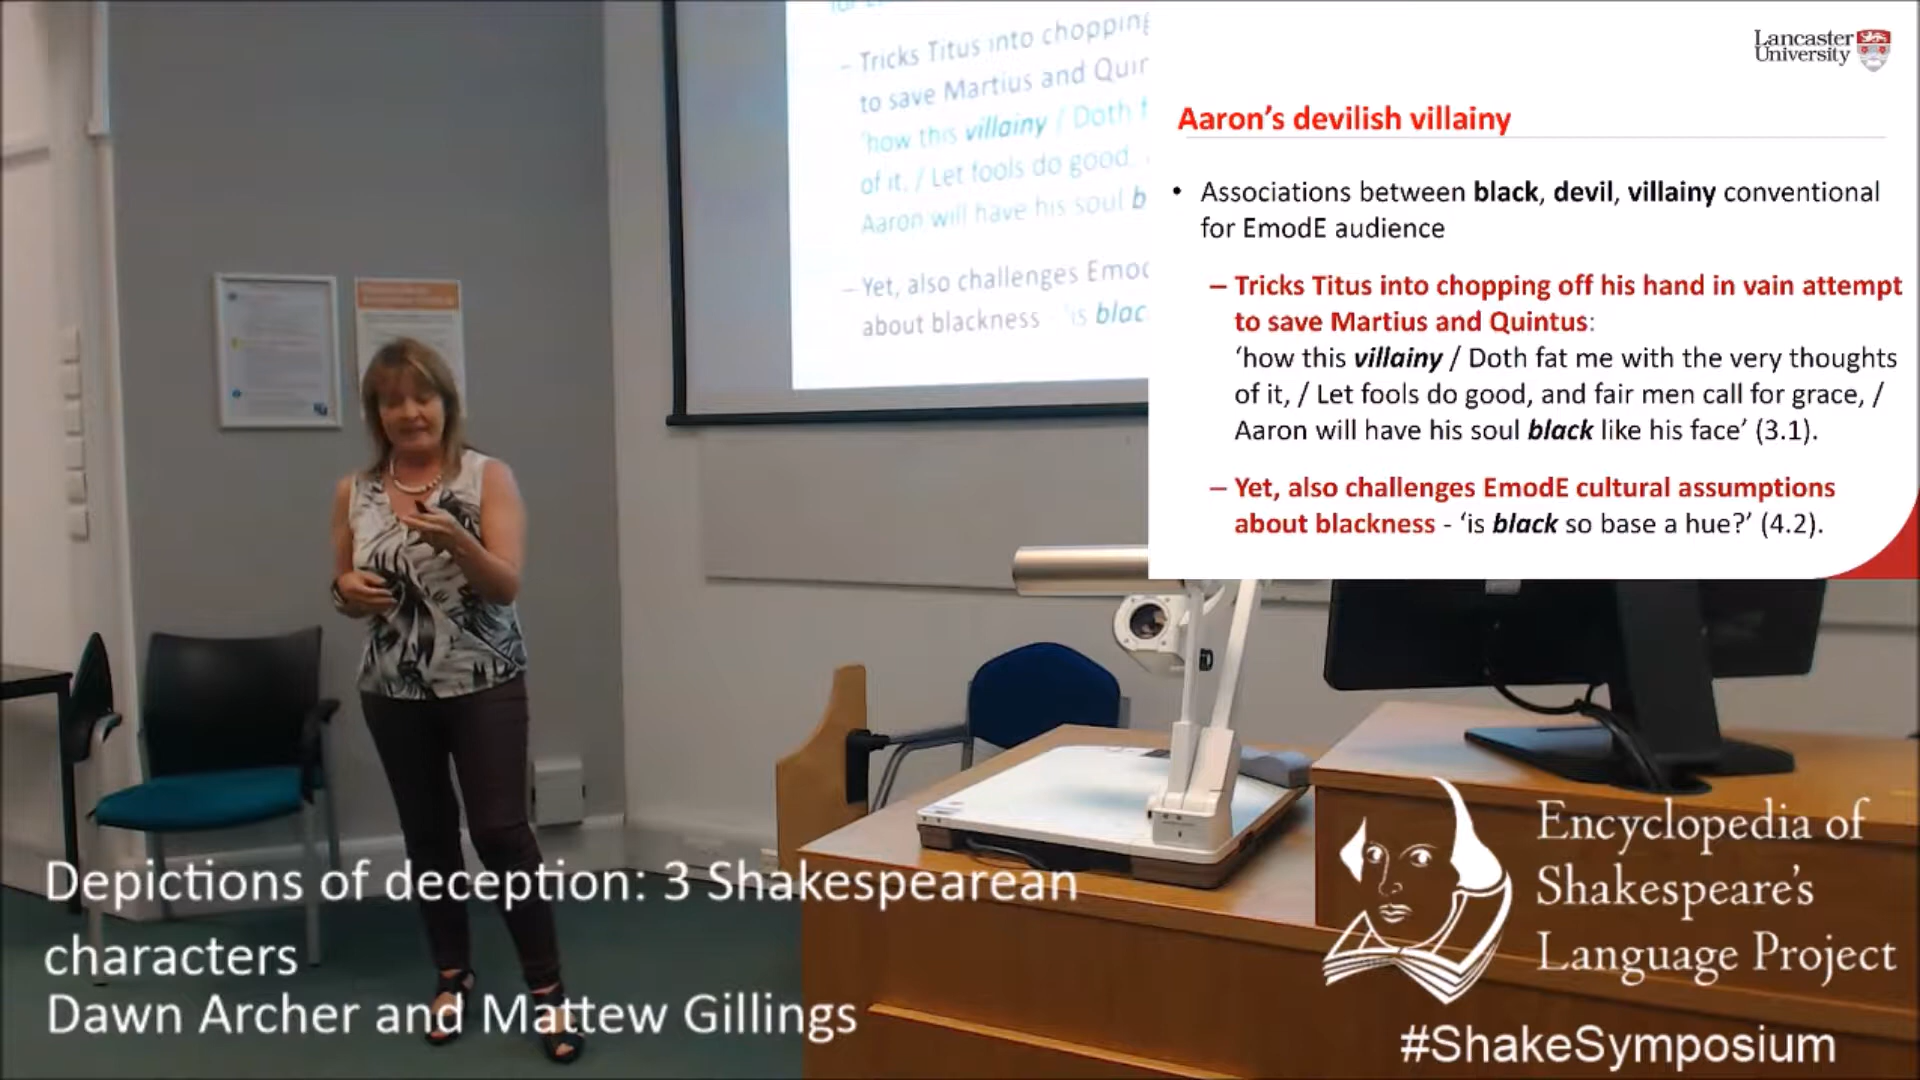 Lancaster
University
Aaron's devilish villainy
• Associations between black, devil, villainy conventional
for EmodE audience
– Tricks Titus into chopping off his hand in vain attempt
to save Martius and Quintus:
‘how this villainy / Doth fat me with the very thoughts
of it, / Let fools do good, and fair men call for grace, /
Aaron will have his soul black like his face’ (3.1).
– Yet, also challenges EmodE cultural assumptions
about blackness - ‘is black so base a hue?’ (4.2).
– Tricks Titus into chopping
to save Martius and Quin
‘how this villainy / Doth f
of it, / Let fools do good,
Aaron will have his soul b
– Yet, also challenges Emod
about blackness - ‘is blac
Depictions of deception: 3 Shakespearean
characters
Dawn Archer and Mattew Gillings
Encyclopedia of
Shakespeare's
Language Project
#ShakeSymposium